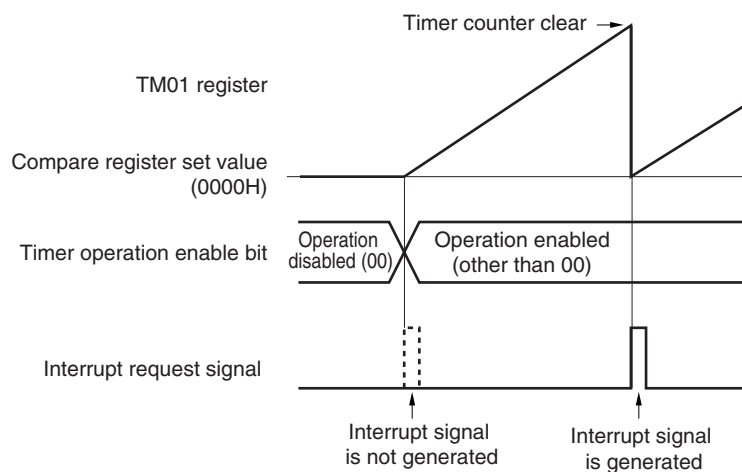 Timer counter clear
TM01 register
Compare register set value
(0000H)
Timer operation enable bit
Operation
disabled (00)
Operation enabled
(other than 00)
Interrupt request signal
Interrupt signal
is not generated
Interrupt signal
is generated